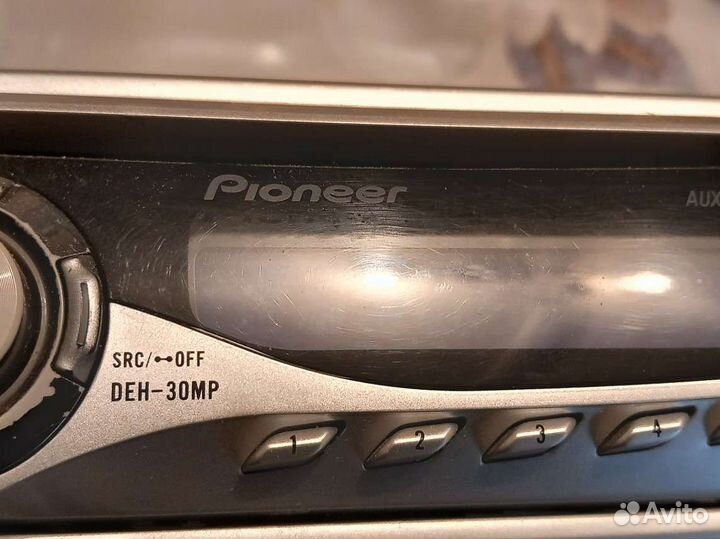 Pioneer
AUX
SRC/⊷OFF
DEH-30MP
1 2 3 4
Avito